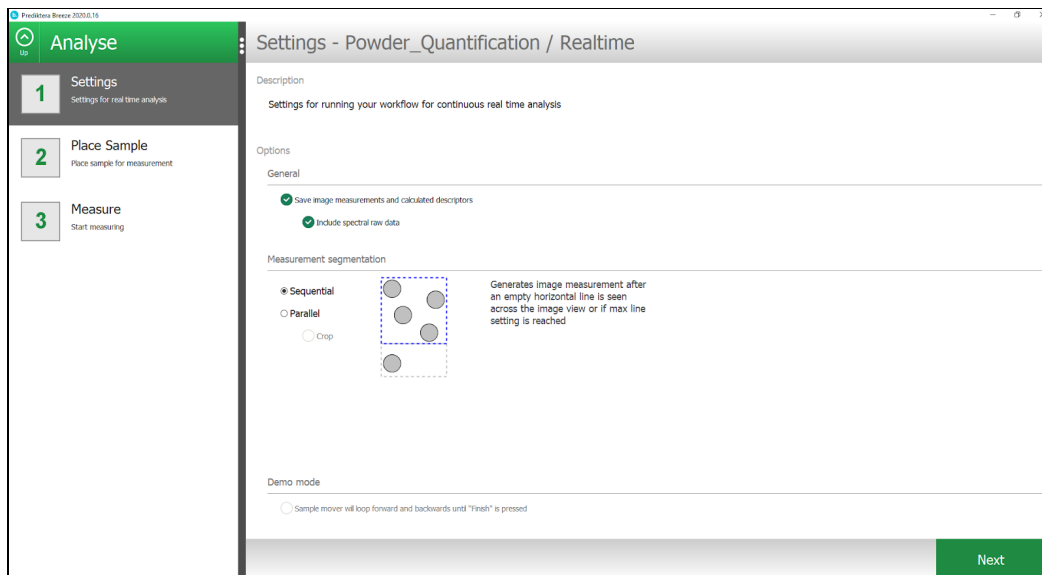 Prediktera Breeze 2020.0.16
Up
Analyse
Settings - Powder_Quantification / Realtime
1
Settings
Settings for real time analysis
2
Place Sample
Place sample for measurement
3
Measure
Start measuring
Description
Settings for running your workflow for continuous real time analysis
Options
General
Save image measurements and calculated descriptors
Include spectral raw data
Measurement segmentation
Sequential
Parallel
Crop
Generates image measurement after
an empty horizontal line is seen
across the image view or if max line
setting is reached
Demo mode
Sample mover will loop forward and backwards until "Finish" is pressed
Next